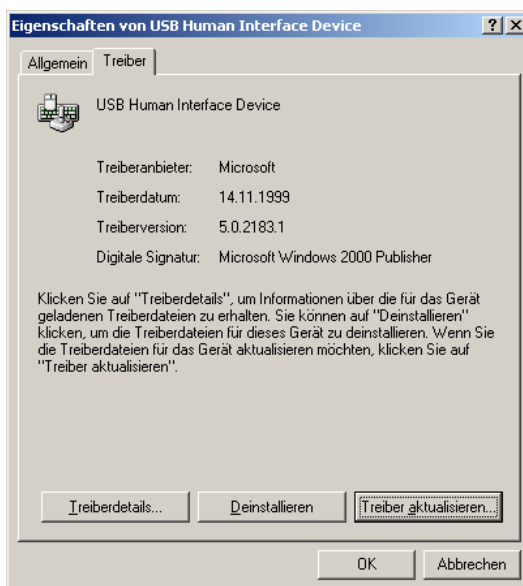 Eigenschaften von USB Human Interface Device
Allgemein Treiber
USB Human Interface Device
Treiberanbieter: Microsoft
Treiberdatum: 14.11.1999
Treiberversion: 5.0.2183.1
Digitale Signatur: Microsoft Windows 2000 Publisher
Klicken Sie auf "Treiberdetails", um Informationen über die für das Gerät
geladenen Treiberdateien zu erhalten. Sie können auf "Deinstallieren"
klicken, um die Treiberdateien für dieses Gerät zu deinstallieren. Wenn Sie
die Treiberdateien für das Gerät aktualisieren möchten, klicken Sie auf
"Treiber aktualisieren".
Treiberdetails... Deinstallieren Treiber aktualisieren...
OK Abbrechen